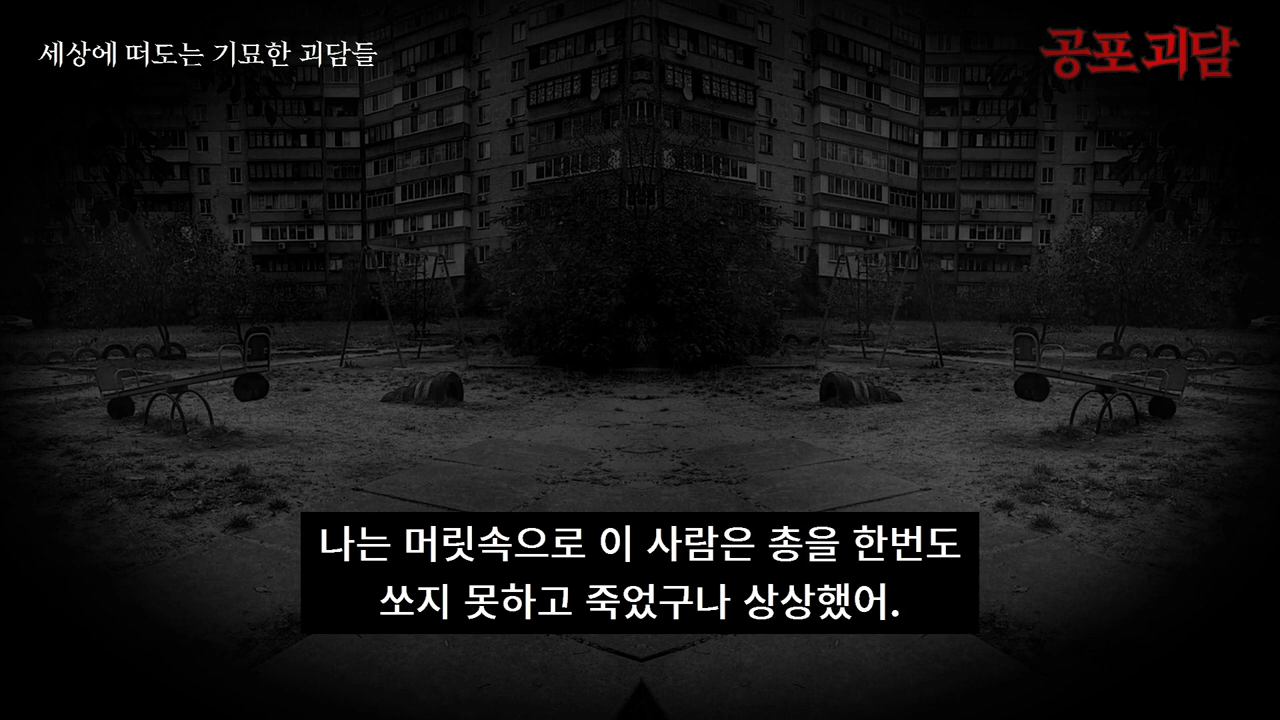 세상에 떠도는 기묘한 괴담들
공포괴담
나는 머릿속으로 이 사람은 총을 한번도
쏘지 못하고 죽었구나 상상했어.